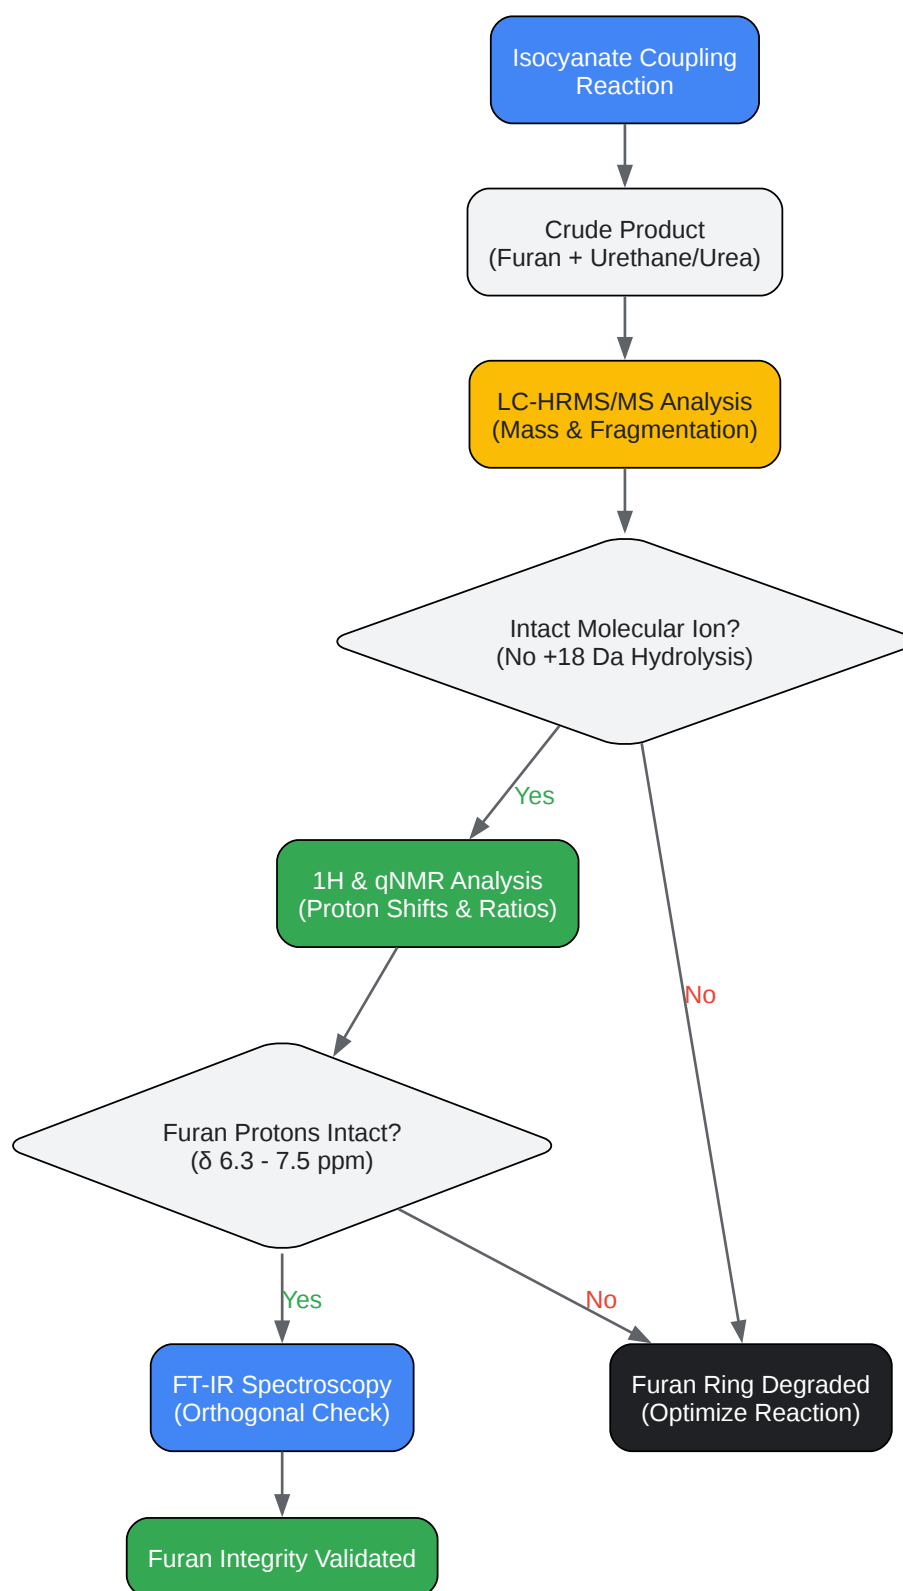 Isocyanate Coupling
Reaction
Crude Product
(Furan + Urethane/Urea)
LC-HRMS/MS Analysis
(Mass & Fragmentation)
Intact Molecular Ion?
(No +18 Da Hydrolysis)
Yes
1H & qNMR Analysis
(Proton Shifts & Ratios)
No
Furan Protons Intact?
(δ 6.3 - 7.5 ppm)
Yes
No
FT-IR Spectroscopy
(Orthogonal Check)
Furan Ring Degraded
(Optimize Reaction)
Furan Integrity Validated